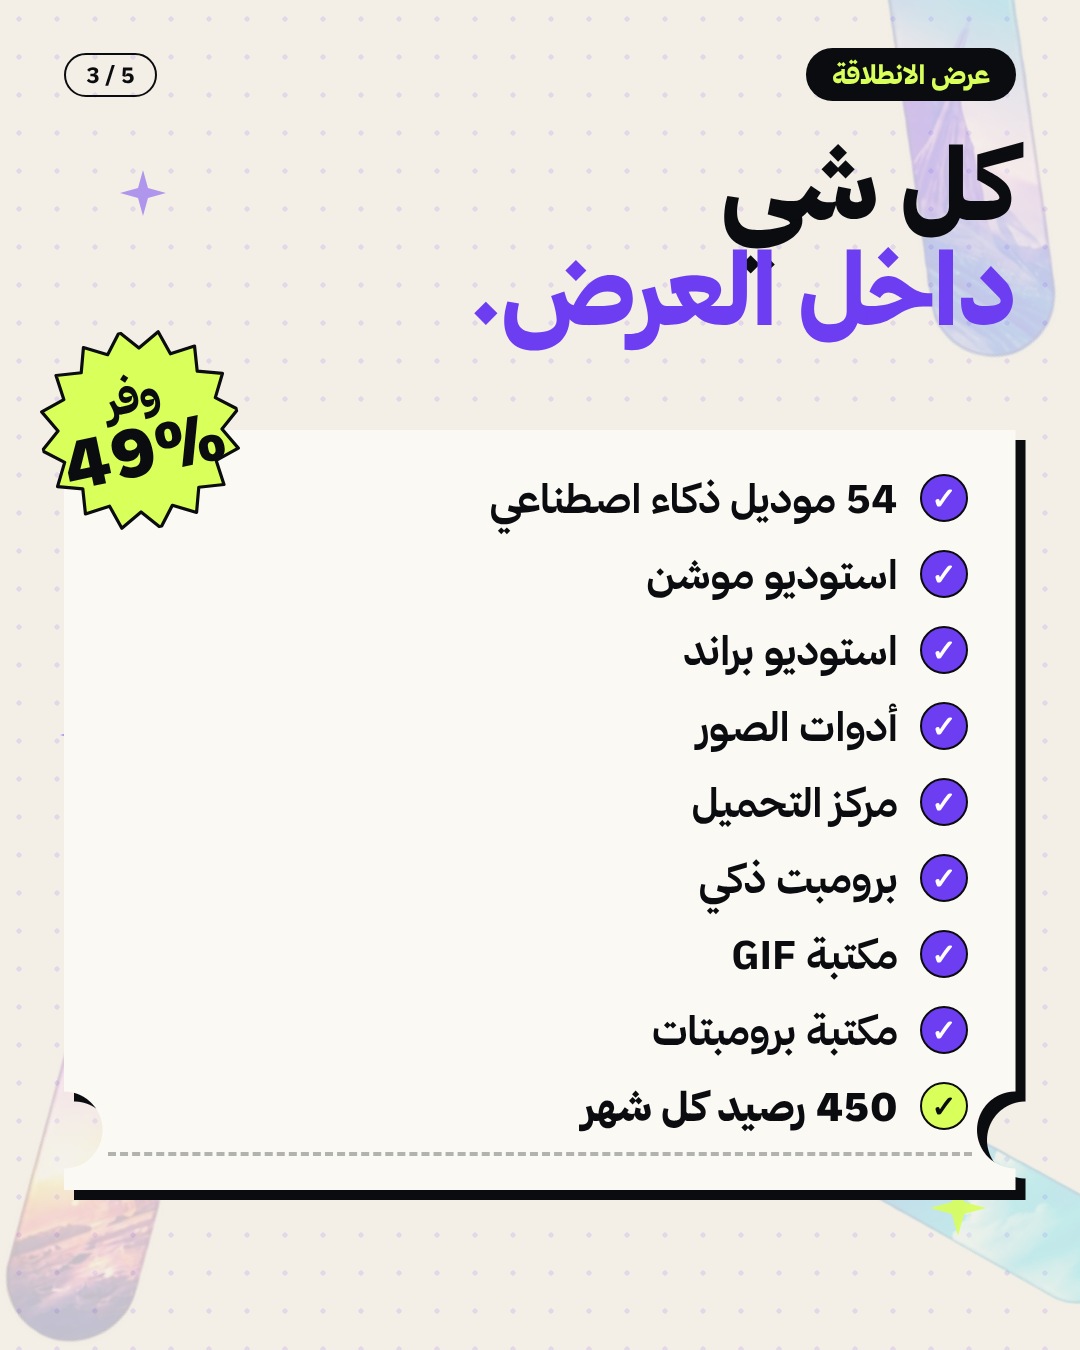 عرض الانطلاقة
3 / 5
كل شي
داخل العرض.
وفر
49%
54 موديل ذكاء اصطناعي
استوديو موشن
استوديو براند
أدوات الصور
مركز التحميل
برومبت ذكي
مكتبة GIF
مكتبة برومبتات
450 رصيد كل شهر